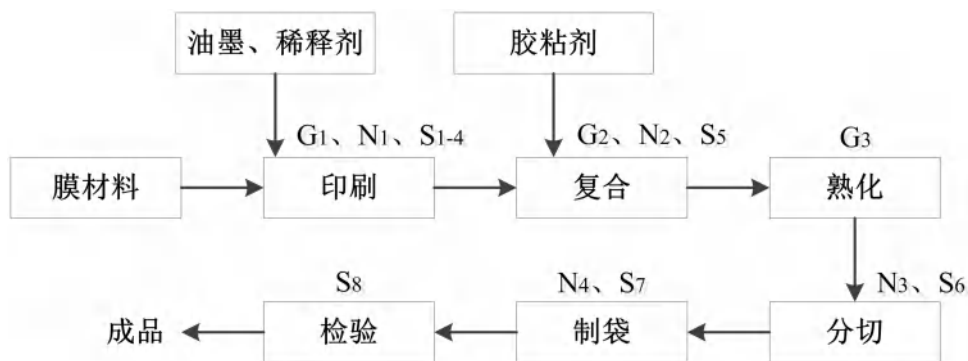 油墨、稀释剂
胶粘剂
G1、N1、S1-4
G2、N2、S5
G3
膜材料
印刷
复合
熟化
N3、S6
N4、S7
S8
成品
检验
制袋
分切